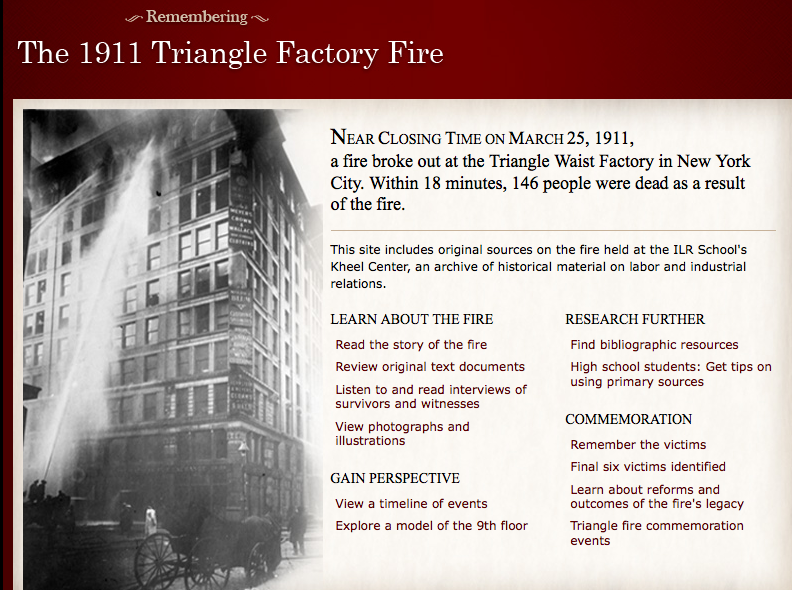 Remembering
The 1911 Triangle Factory Fire
NEAR CLOSING TIME ON MARCH 25, 1911,
a fire broke out at the Triangle Waist Factory in New York
City. Within 18 minutes, 146 people were dead as a result
of the fire.
This site includes original sources on the fire held at the ILR School's
Kheel Center, an archive of historical material on labor and industrial
relations.
LEARN ABOUT THE FIRE
Read the story of the fire
Review original text documents
Listen to and read interviews of
survivors and witnesses
View photographs and
illustrations
GAIN PERSPECTIVE
View a timeline of events
Explore a model of the 9th floor
RESEARCH FURTHER
Find bibliographic resources
High school students: Get tips on
using primary sources
COMMEMORATION
Remember the victims
Final six victims identified
Learn about reforms and
outcomes of the fire's legacy
Triangle fire commemoration
events